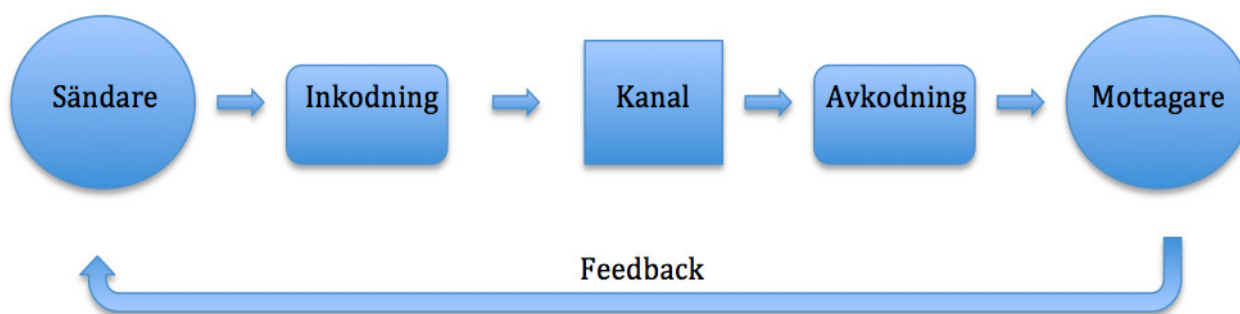 Sändare
Inkodning
Kanal
Avkodning
Mottagare
Feedback